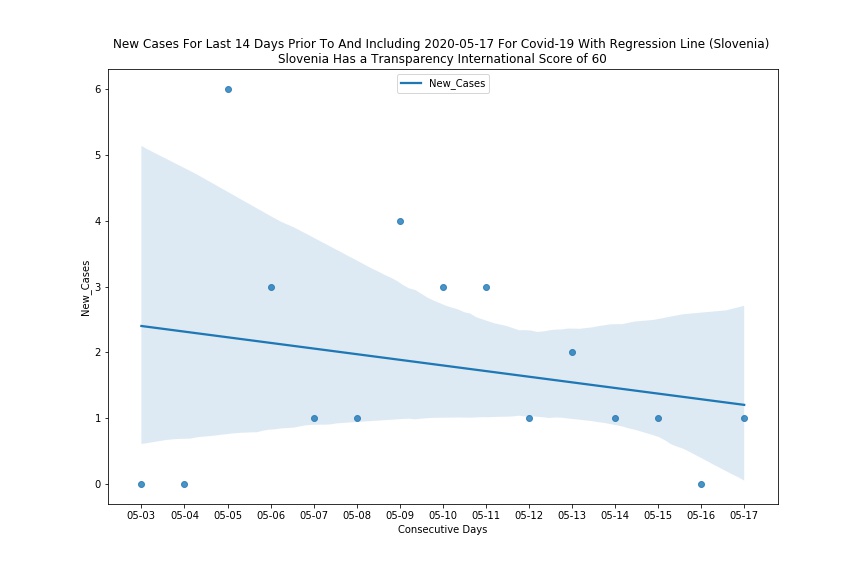 New Cases For Last 14 Days Prior To And Including 2020-05-17 For Covid-19 With Regression Line (Slovenia)
Slovenia Has a Transparency International Score of 60
New_Cases
6
5
4
3
2
1
0
New_Cases
05-03 05-04 05-05 05-06 05-07 05-08 05-09 05-10 05-11 05-12 05-13 05-14 05-15 05-16 05-17
Consecutive Days